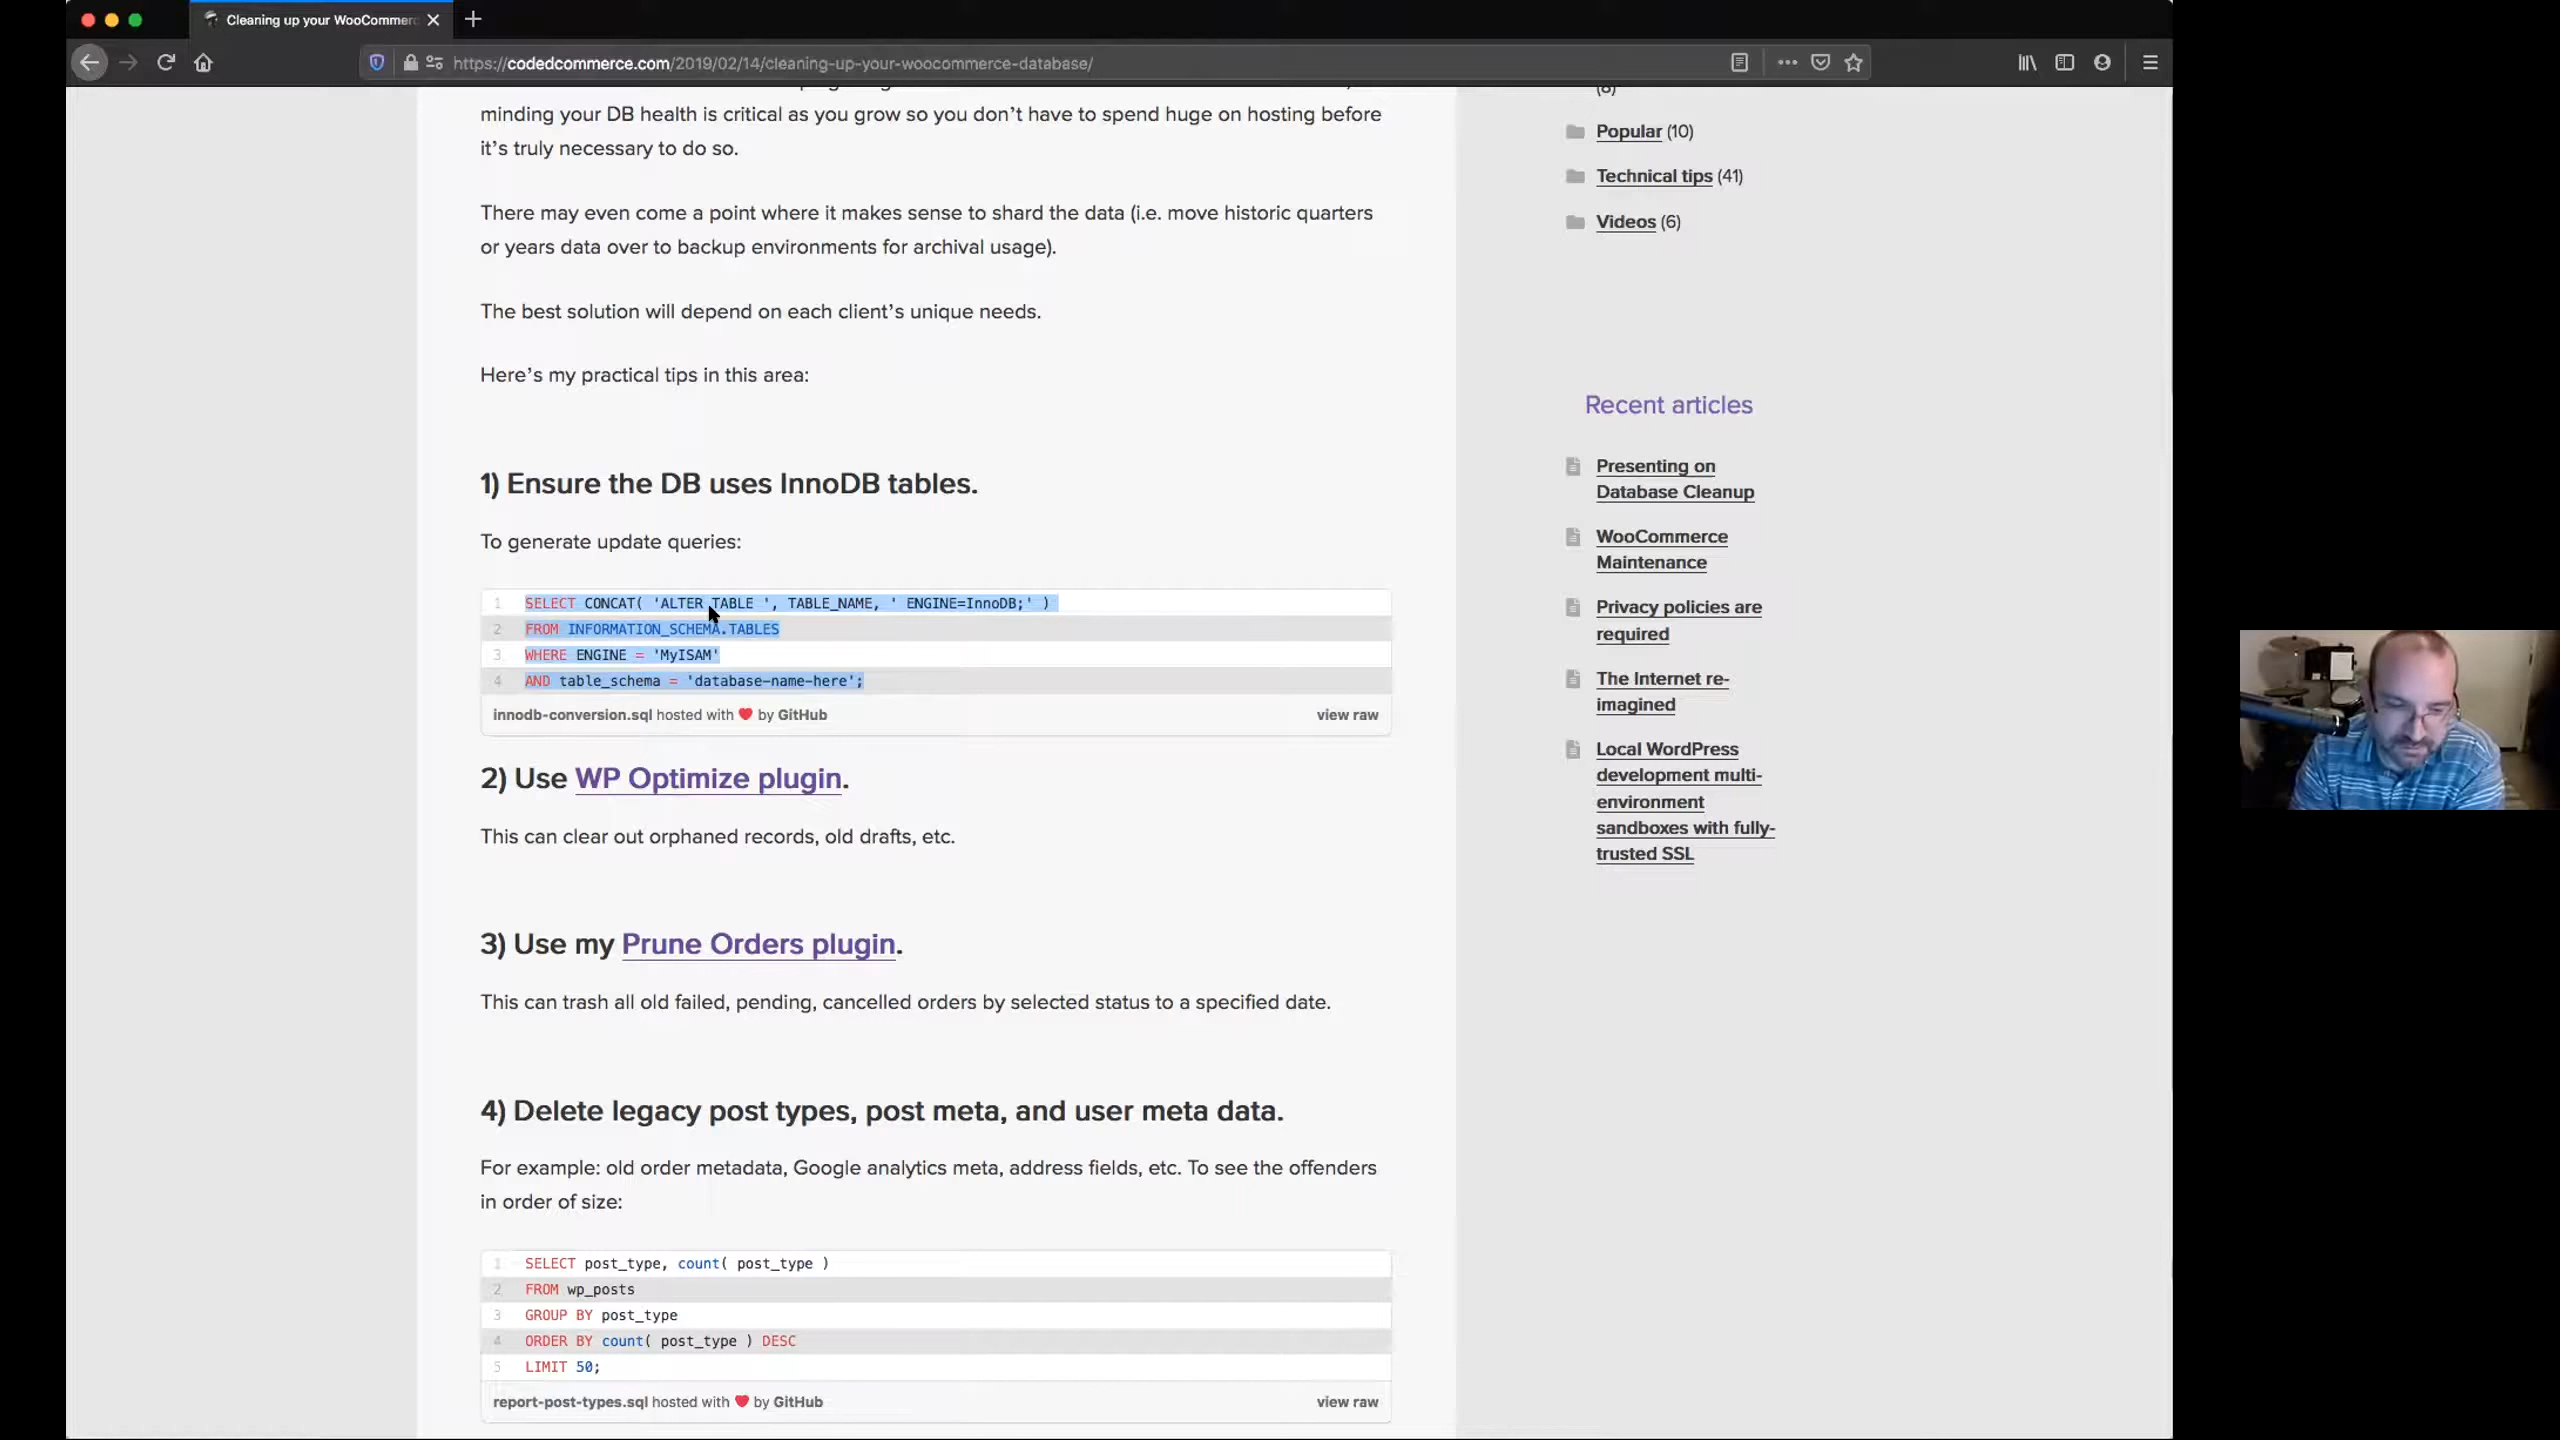 Cleaning up your WooCommerc
https://codedcommerce.com/2019/02/14/cleaning-up-your-woocommerce-database/
minding your DB health is critical as you grow so you don’t have to spend huge on hosting before
it’s truly necessary to do so.
There may even come a point where it makes sense to shard the data (i.e. move historic quarters
or years data over to backup environments for archival usage).
The best solution will depend on each client’s unique needs.
Here’s my practical tips in this area:
1) Ensure the DB uses InnoDB tables.
To generate update queries:
1 SELECT CONCAT( 'ALTER TABLE ', TABLE_NAME, ' ENGINE=InnoDB;' )
2 FROM INFORMATION_SCHEMA.TABLES
3 WHERE ENGINE = 'MyISAM'
4 AND table_schema = 'database-name-here';
innodb-conversion.sql hosted with ❤ by GitHub view raw
2) Use WP Optimize plugin.
This can clear out orphaned records, old drafts, etc.
3) Use my Prune Orders plugin.
This can trash all old failed, pending, cancelled orders by selected status to a specified date.
4) Delete legacy post types, post meta, and user meta data.
For example: old order metadata, Google analytics meta, address fields, etc. To see the offenders
in order of size:
1 SELECT post_type, count( post_type )
2 FROM wp_posts
3 GROUP BY post_type
4 ORDER BY count( post_type ) DESC
5 LIMIT 50;
report-post-types.sql hosted with ❤ by GitHub view raw
(8)
Popular (10)
Technical tips (41)
Videos (6)
Recent articles
Presenting on
Database Cleanup
WooCommerce
Maintenance
Privacy policies are
required
The Internet re-
imagined
Local WordPress
development multi-
environment
sandboxes with fully-
trusted SSL